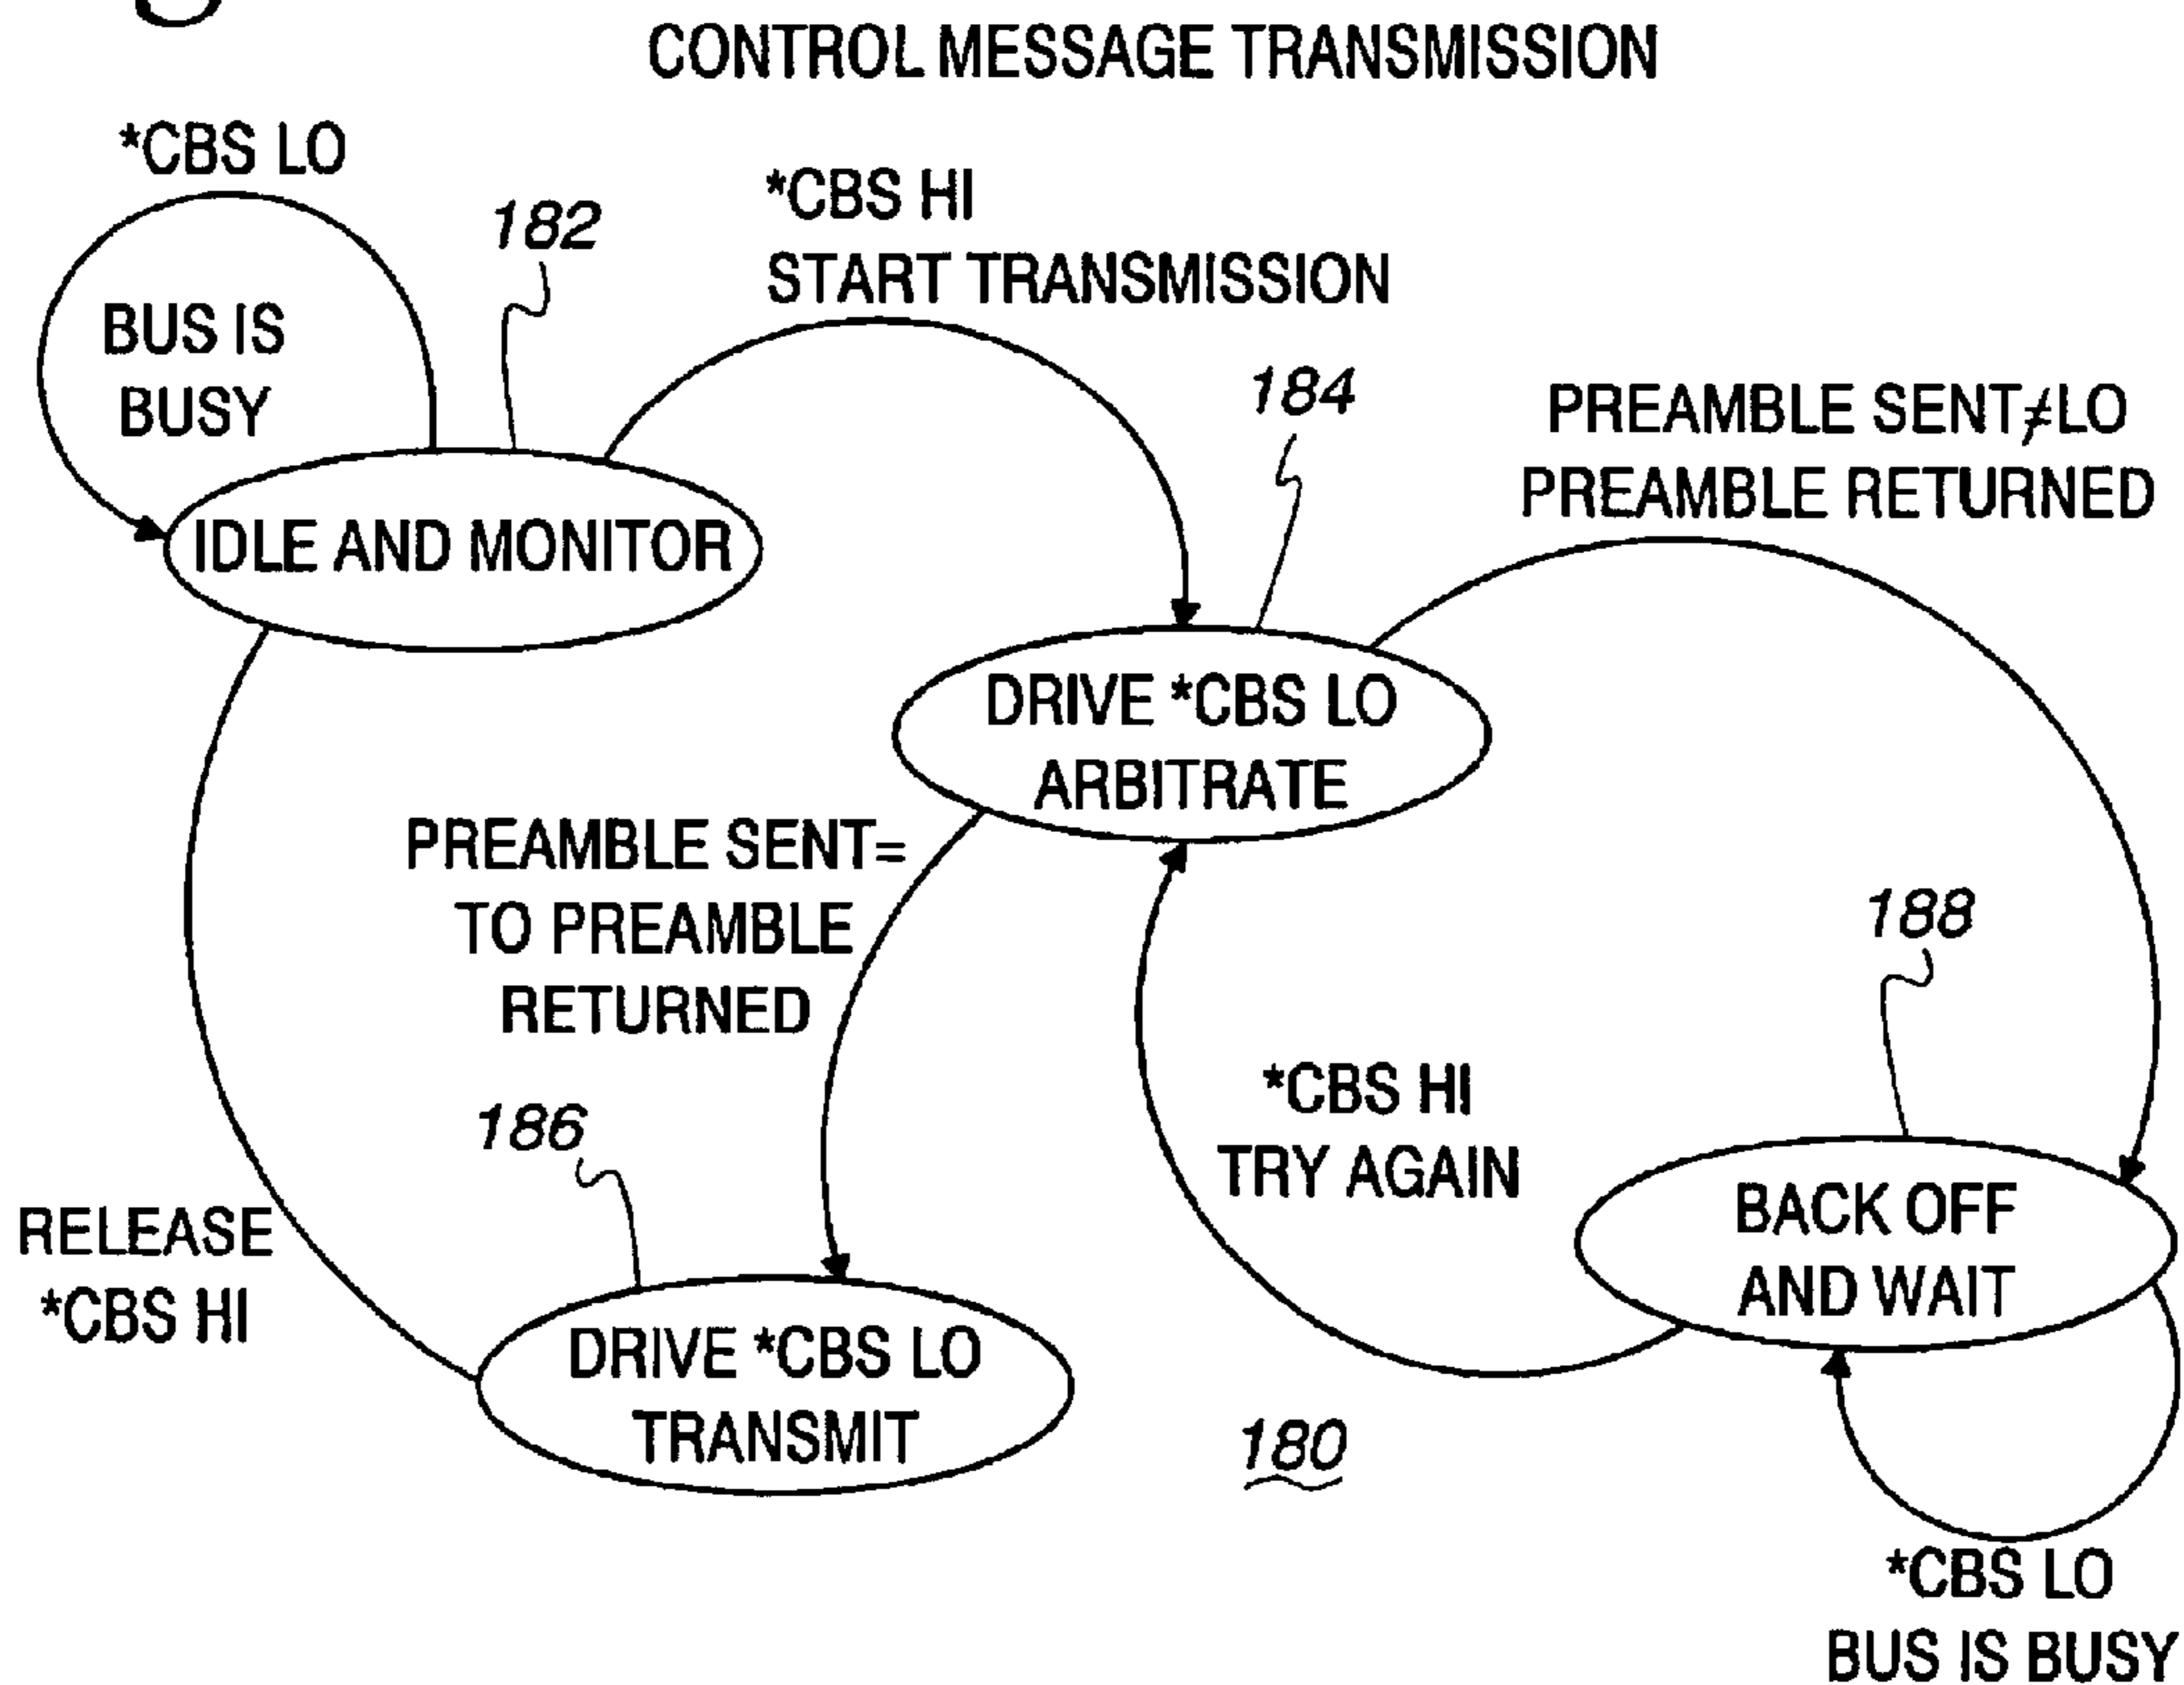 CONTROL MESSAGE TRANSMISSION
*CBS LO
BUS IS
BUSY
182
*CBS HI
START TRANSMISSION
184
PREAMBLE SENT≠LO
PREAMBLE RETURNED
IDLE AND MONITOR
DRIVE *CBS LO
ARBITRATE
PREAMBLE SENT=
TO PREAMBLE
RETURNED
188
*CBS HI
TRY AGAIN
186
RELEASE
*CBS HI
BACK OFF
AND WAIT
DRIVE *CBS LO
TRANSMIT
180
*CBS LO
BUS IS BUSY